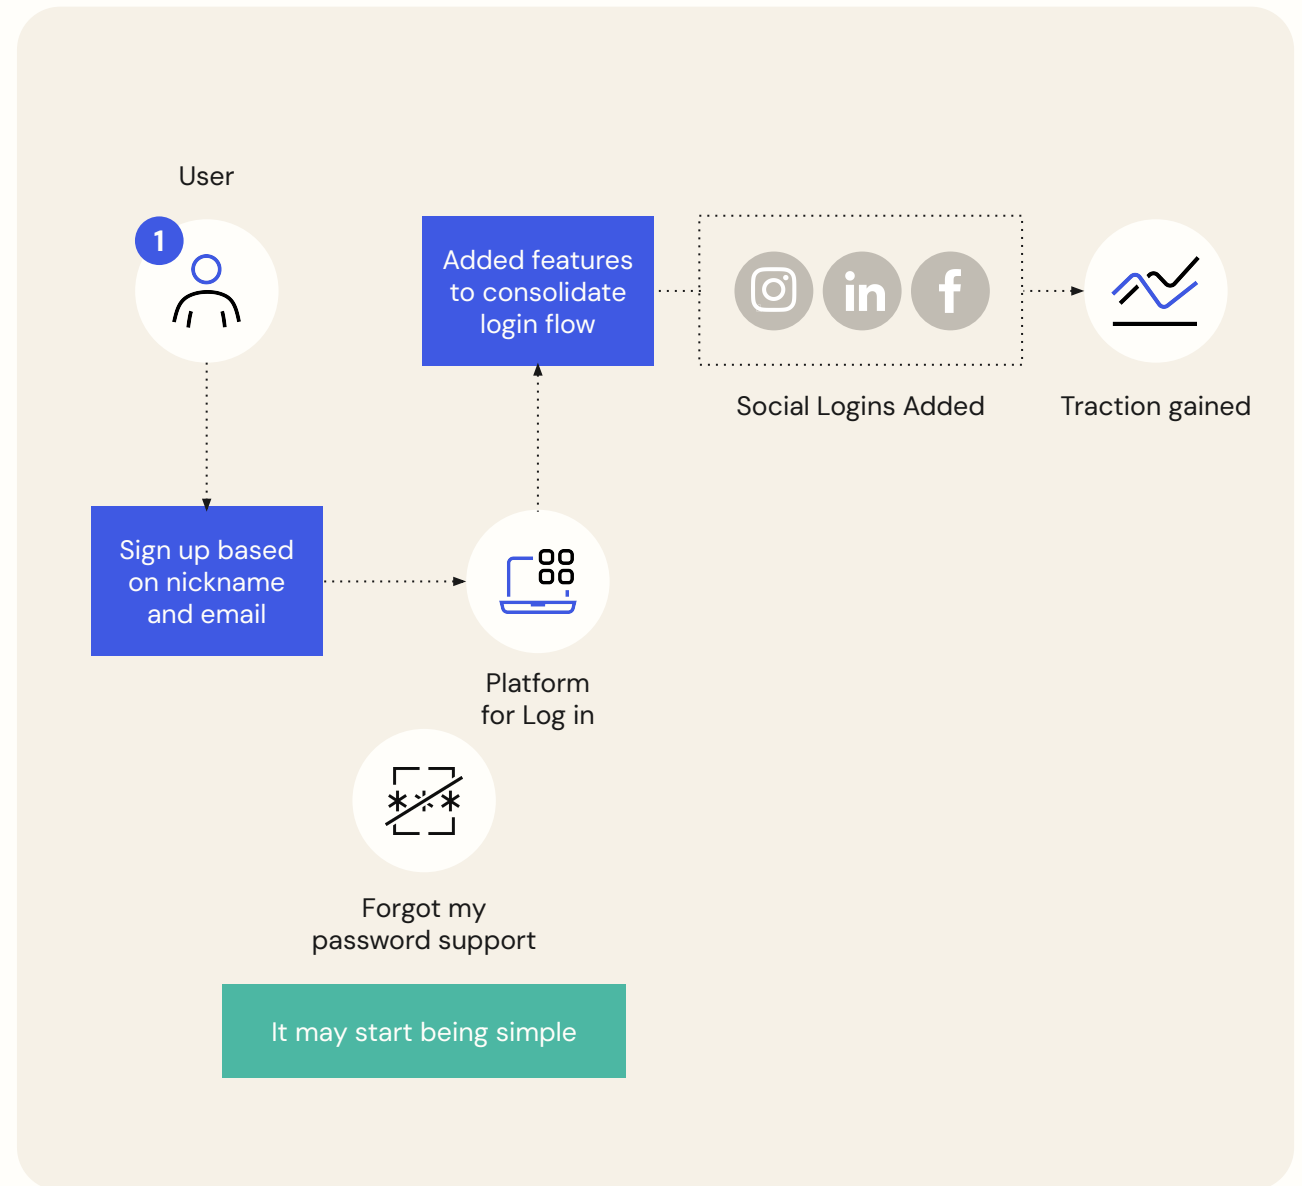 User
1
Added features
to consolidate
login flow
in
f
Social Logins Added
Traction gained
Sign up based
on nickname
and email
Platform
for Log in
Forgot my
password support
It may start being simple